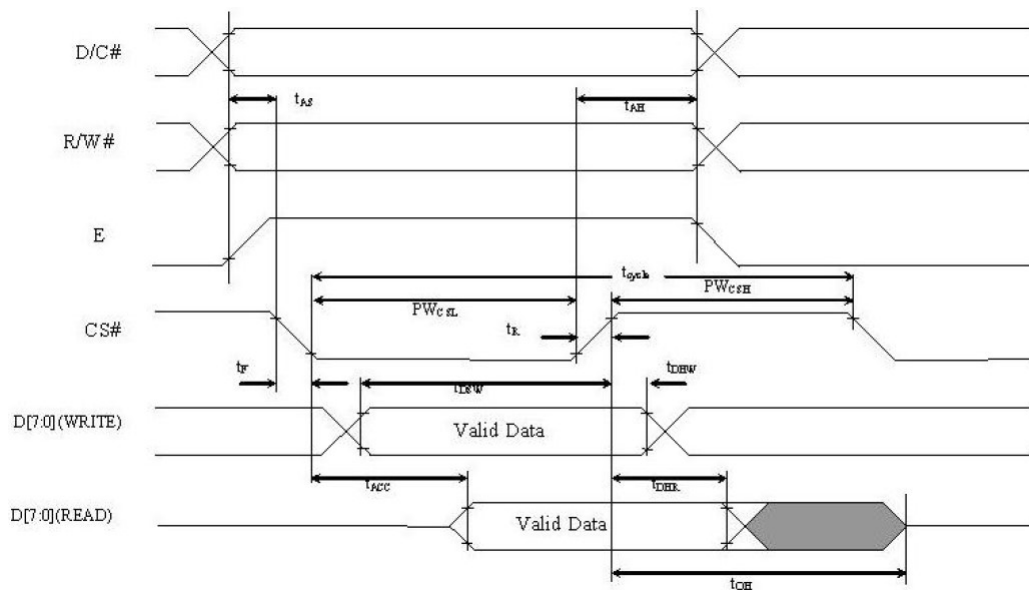 D/C#
tAS
tAH
R/W#
E
tcycle
PWCSL
PWCSH
CS#
tR
tF
tDSW
tDHW
D[7:0](WRITE)
Valid Data
tACC
tDHR
D[7:0](READ)
Valid Data
tOH